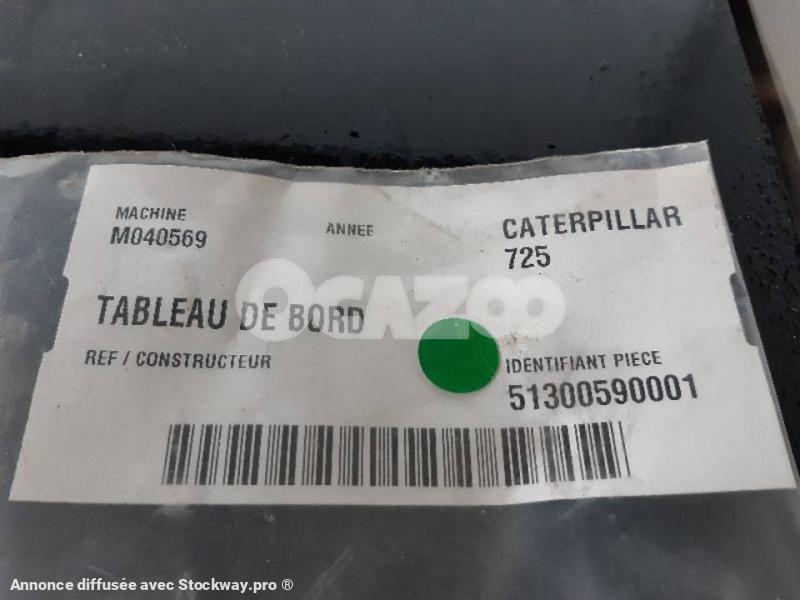 MACHINE
M040569
ANNEE
CATERPILLAR
725
OCAZOO
TABLEAU DE BORD
REF / CONSTRUCTEUR
IDENTIFIANT PIECE
51300590001
Annonce diffusée avec Stockway.pro ®